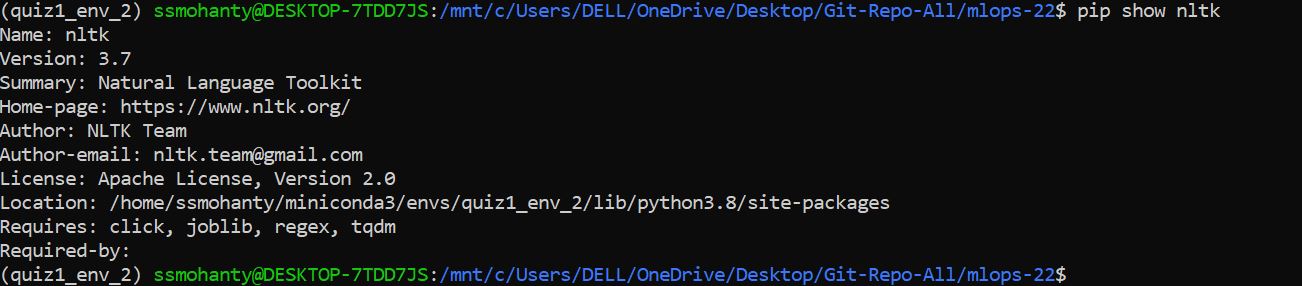 (quiz1_env_2) ssmohanty@DESKTOP-7TDD7JS:/mnt/c/Users/DELL/OneDrive/Desktop/Git-Repo-All/mlops-22$ pip show nltk
Name: nltk
Version: 3.7
Summary: Natural Language Toolkit
Home-page: https://www.nltk.org/
Author: NLTK Team
Author-email: nltk.team@gmail.com
License: Apache License, Version 2.0
Location: /home/ssmohanty/miniconda3/envs/quiz1_env_2/lib/python3.8/site-packages
Requires: click, joblib, regex, tqdm
Required-by:
(quiz1_env_2) ssmohanty@DESKTOP-7TDD7JS:/mnt/c/Users/DELL/OneDrive/Desktop/Git-Repo-All/mlops-22$